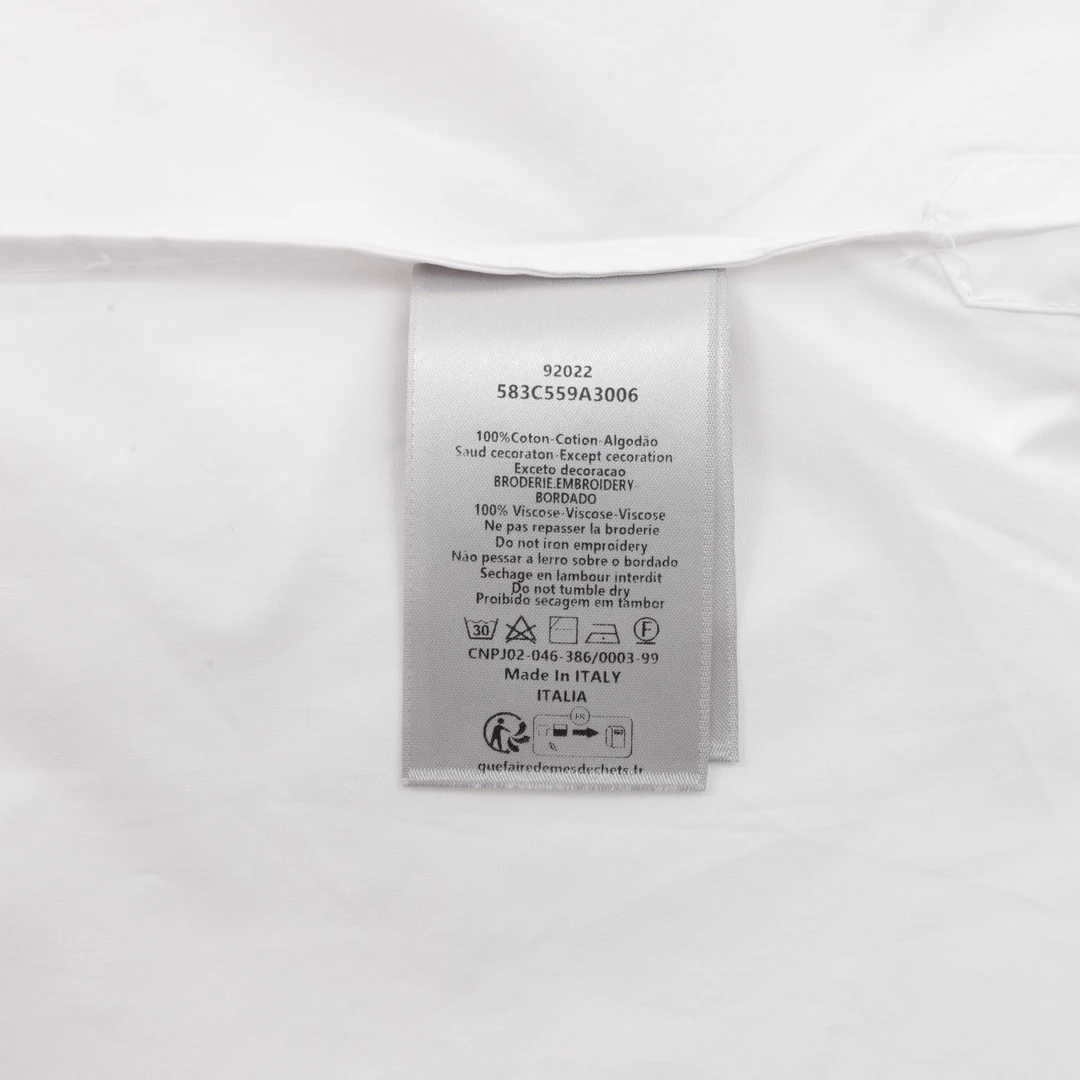 92022
583C559A3006
100%Coton-Cotion-Algodão
Saud cecoraton-Except cecoration
Exceto decoracao
BRODERIE.EMBROIDERY
BORDADO
100% Viscose-Viscose-Viscose
Ne pas repasser la broderie
Do not iron emproidery
Não pessar a lerro sobre o bordado
Sechage en lambour interdit
Do not tumble dry
Proibido secagem em tambor
30 F
CNPJ02-046-386/0003-99
Made In ITALY
ITALIA
FR
quefairedemesdechets.fr